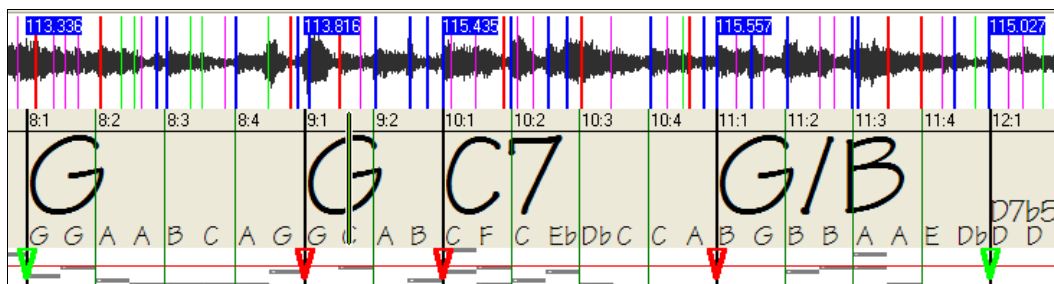 113.336 113.816 115.435 115.557 115.027
8:1 8:2 8:3 8:4 9:1 9:2 10:1 10:2 10:3 10:4 11:1 11:2 11:3 11:4 12:1
G G C7 G/B D7b5
G G A A B C A G G C A B C F C Eb Db C C A B G B B A A E Db D D